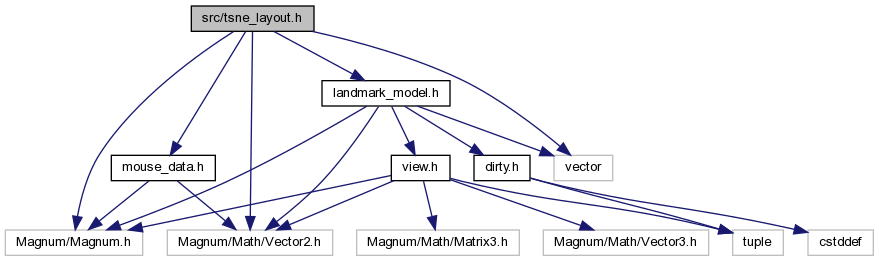 src/tsne_layout.h
landmark_model.h
mouse_data.h
view.h
dirty.h
vector
Magnum/Magnum.h
Magnum/Math/Vector2.h
Magnum/Math/Matrix3.h
Magnum/Math/Vector3.h
tuple
cstddef